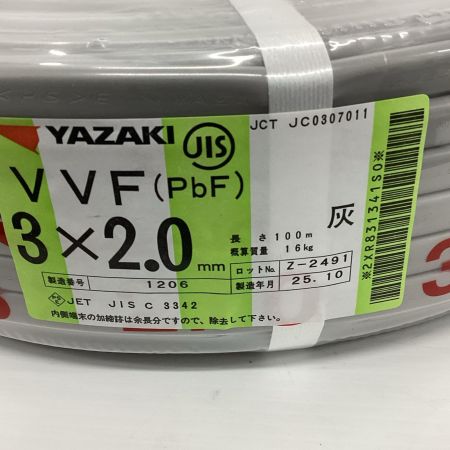 YAZAKI
JIS
JCT JC0307011
VVF(PbF)
3×2.0mm
灰
長さ 100m
概算質量 16kg
ロットNo. Z-2491
製造番号 1206
製造年月 25.10
JET JIS C 3342
内側端末の加締跡は余長分ですので、除去して下さい。
※2XR831341S0※
3